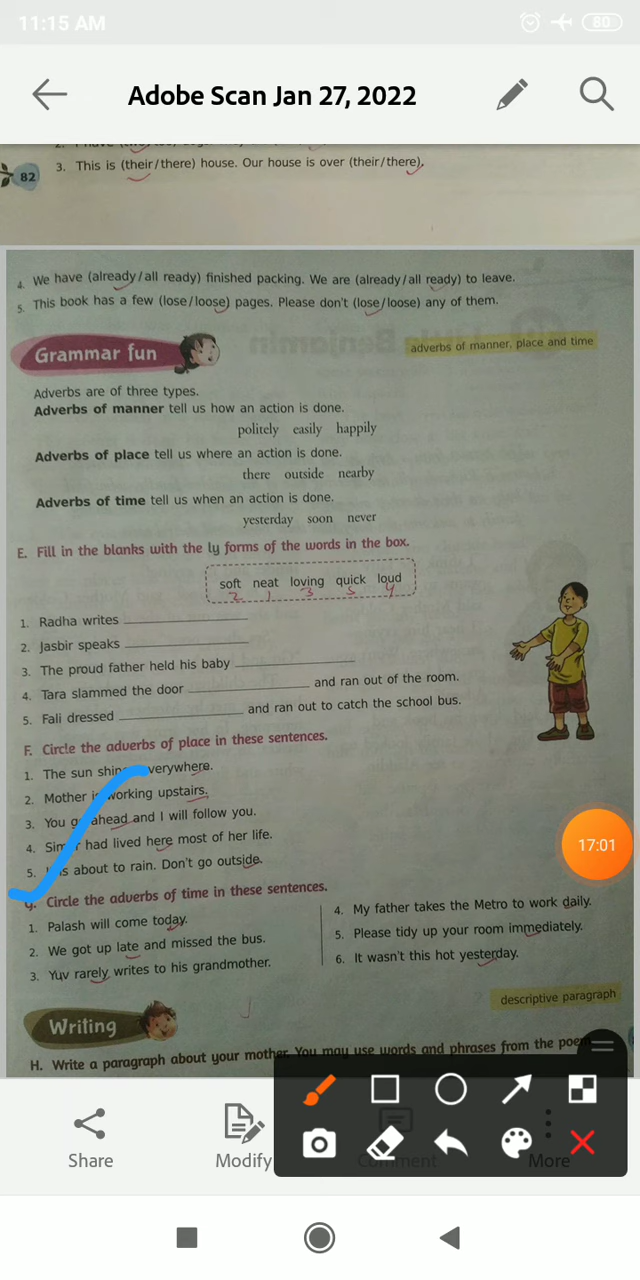 11:15 AM 80
Adobe Scan Jan 27, 2022
3. This is (their/there) house. Our house is over (their/there).
82
4. We have (already/all ready) finished packing. We are (already/all ready) to leave.
5. This book has a few (lose/loose) pages. Please don't (lose/loose) any of them.
Grammar fun
adverbs of manner, place and time
Adverbs are of three types.
Adverbs of manner tell us how an action is done.
politely easily happily
Adverbs of place tell us where an action is done.
there outside nearby
Adverbs of time tell us when an action is done.
yesterday soon never
E. Fill in the blanks with the ly forms of the words in the box.
soft neat loving quick loud
2 1 3 5 4
1. Radha writes
2. Jasbir speaks
3. The proud father held his baby
4. Tara slammed the door and ran out of the room.
5. Fali dressed and ran out to catch the school bus.
F. Circle the adverbs of place in these sentences.
1. The sun everywhere.
2. Mother is working upstairs.
3. You go ahead and I will follow you.
4. had lived here most of her life.
5. is about to rain. Don't go outside.
G. Circle the adverbs of time in these sentences.
1. Palash will come today.
2. We got up late and missed the bus.
3. Yuv rarely writes to his grandmother.
4. My father takes the Metro to work daily.
5. Please tidy up your room immediately.
6. It wasn't this hot yesterday.
17:01
Writing
descriptive paragraph
H. Write a paragraph about your mother. You may use words and phrases from the
Share
Modify
Comment
More